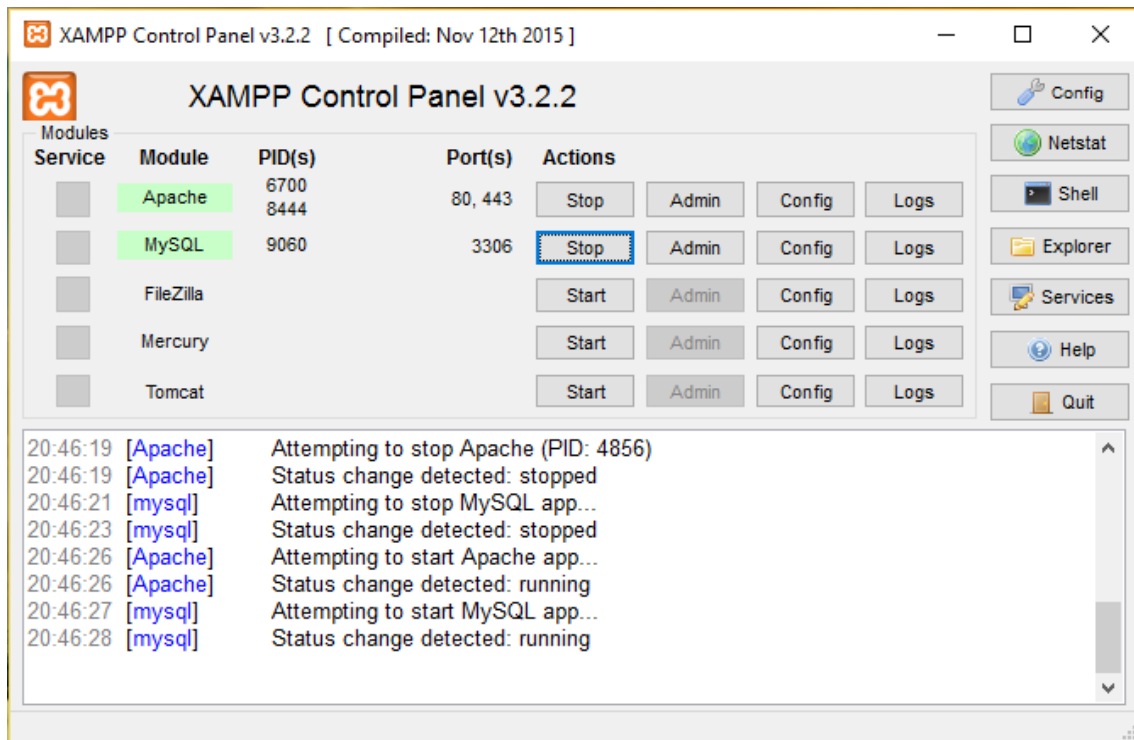 XAMPP Control Panel v3.2.2 [ Compiled: Nov 12th 2015 ]
XAMPP Control Panel v3.2.2
Config
Modules
Service Module PID(s) Port(s) Actions
Netstat
Apache 6700 8444 80, 443 Stop Admin Config Logs
Shell
MySQL 9060 3306 Stop Admin Config Logs
Explorer
FileZilla Start Admin Config Logs
Services
Mercury Start Admin Config Logs
Help
Tomcat Start Admin Config Logs
Quit
20:46:19 [Apache] Attempting to stop Apache (PID: 4856)
20:46:19 [Apache] Status change detected: stopped
20:46:21 [mysql] Attempting to stop MySQL app...
20:46:23 [mysql] Status change detected: stopped
20:46:26 [Apache] Attempting to start Apache app...
20:46:26 [Apache] Status change detected: running
20:46:27 [mysql] Attempting to start MySQL app...
20:46:28 [mysql] Status change detected: running